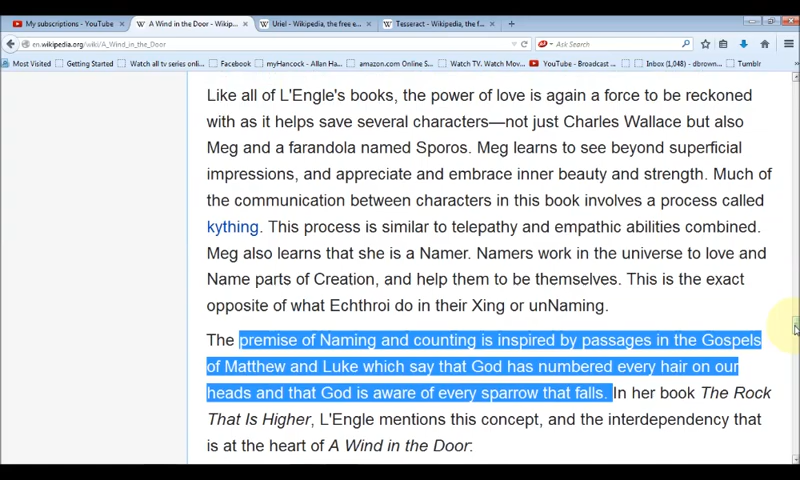 My subscriptions - YouTube
A Wind in the Door - Wikip...
Uriel - Wikipedia, the free e...
Tesseract - Wikipedia, the f...
en.wikipedia.org/wiki/A_Wind_in_the_Door
Ask Search
Most Visited
Getting Started
Watch all tv series onli...
Facebook
myHancock - Allan Ha...
amazon.com Online S...
Watch TV. Watch Mov...
YouTube - Broadcast ...
Inbox (1,048) - dbrown...
Tumblr
Like all of L'Engle's books, the power of love is again a force to be reckoned
with as it helps save several characters—not just Charles Wallace but also
Meg and a farandola named Sporos. Meg learns to see beyond superficial
impressions, and appreciate and embrace inner beauty and strength. Much of
the communication between characters in this book involves a process called
kything. This process is similar to telepathy and empathic abilities combined.
Meg also learns that she is a Namer. Namers work in the universe to love and
Name parts of Creation, and help them to be themselves. This is the exact
opposite of what Echthroi do in their Xing or unNaming.
The premise of Naming and counting is inspired by passages in the Gospels
of Matthew and Luke which say that God has numbered every hair on our
heads and that God is aware of every sparrow that falls. In her book The Rock
That Is Higher, L'Engle mentions this concept, and the interdependency that
is at the heart of A Wind in the Door: